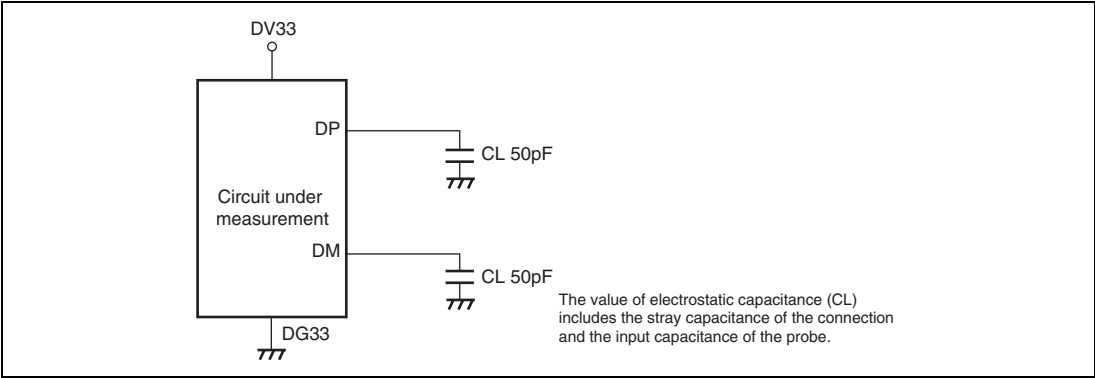 DV33
DP
CL 50pF
Circuit under
measurement
DM
CL 50pF
The value of electrostatic capacitance (CL)
includes the stray capacitance of the connection
and the input capacitance of the probe.
DG33